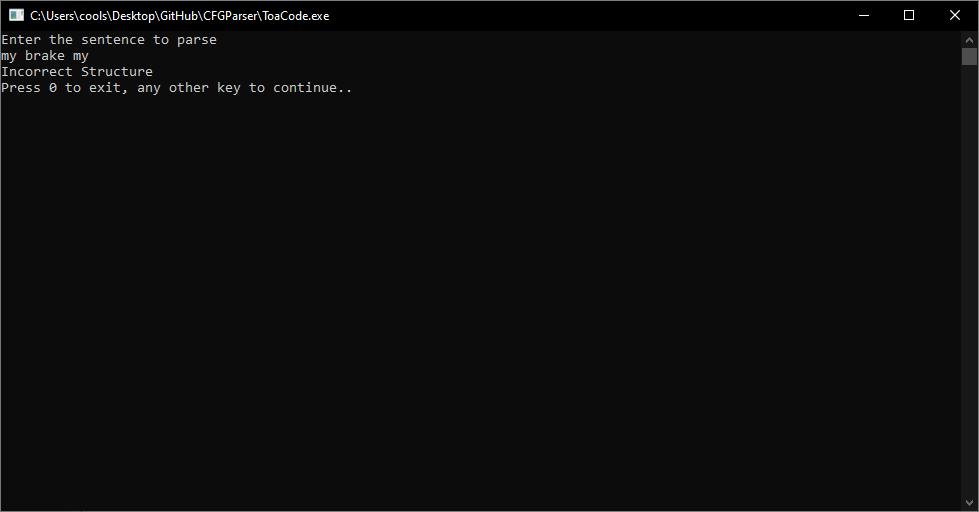 C:\Users\cools\Desktop\GitHub\CFGParser\ToaCode.exe
Enter the sentence to parse
my brake my
Incorrect Structure
Press 0 to exit, any other key to continue..